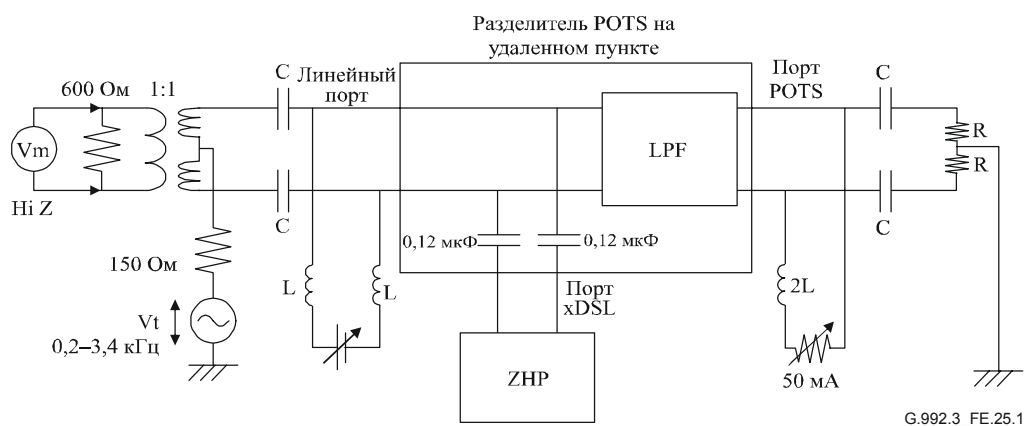 Разделитель POTS на
удаленном пункте
600 Ом
1:1
C
Линейный
порт
Порт
POTS
C
Vm
LPF
R
R
Hi Z
C
0,12 мкФ
0,12 мкФ
C
150 Ом
L
L
Порт
xDSL
2L
Vt
0,2–3,4 кГц
ZHP
50 мА
G.992.3_FE.25.1